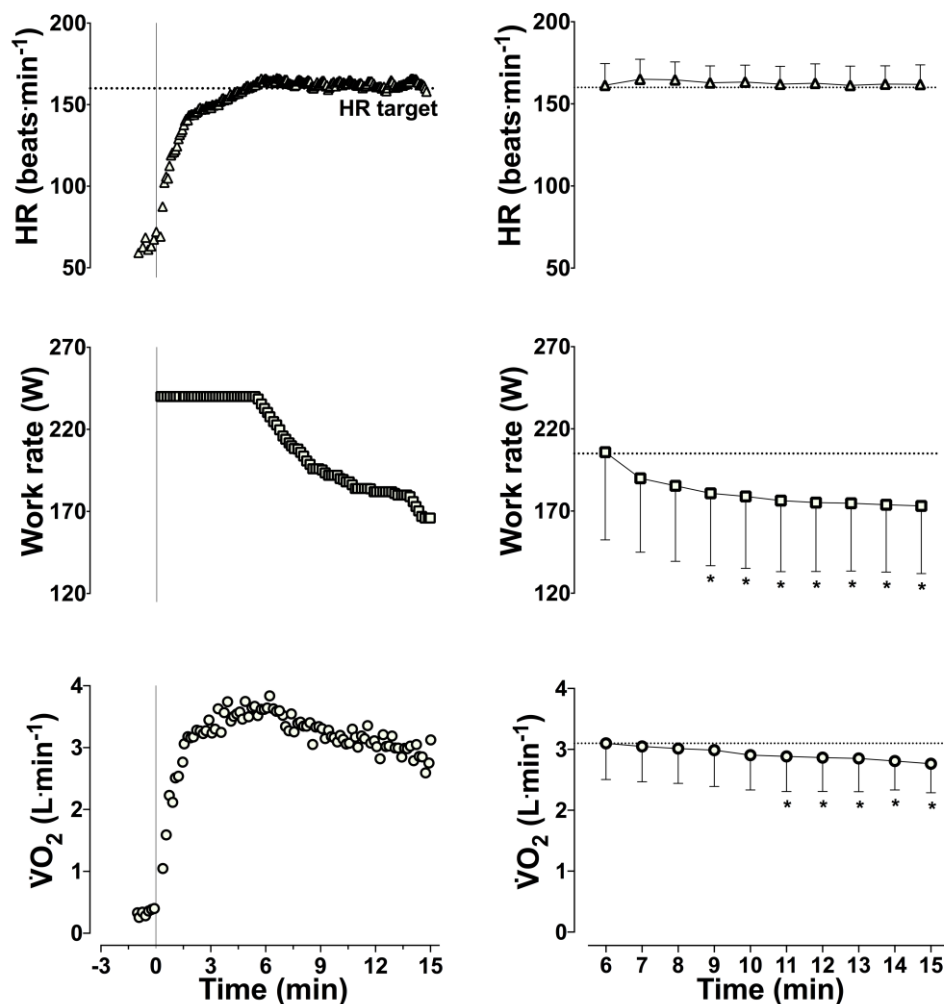 200
150
100
50
HR (beats·min⁻¹)
HR target
200
150
100
50
HR (beats·min⁻¹)
270
220
170
120
Work rate (W)
270
220
170
120
Work rate (W)
* * * * * * *
4
3
2
1
0
V̇O₂ (L·min⁻¹)
-3 0 3 6 9 12 15
Time (min)
4
3
2
1
0
V̇O₂ (L·min⁻¹)
* * * * *
6 7 8 9 10 11 12 13 14 15
Time (min)